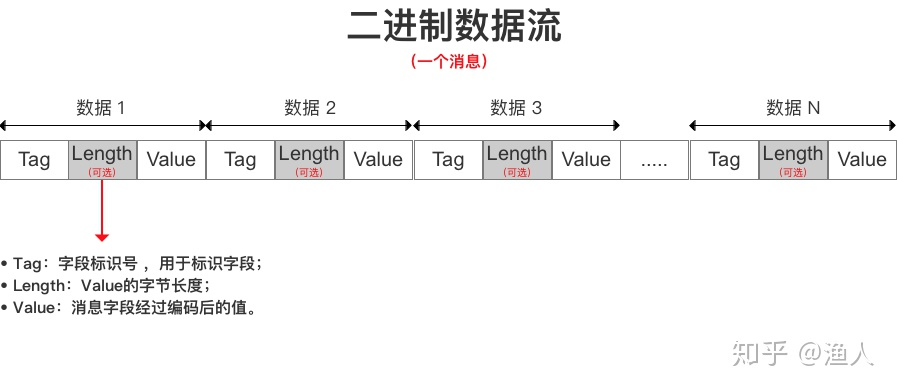 二进制数据流
（一个消息）
数据 1 数据 2 数据 3 数据 N
Tag Length Value Tag Length Value Tag Length Value ..... Tag Length Value
(可选) (可选) (可选) (可选)
• Tag：字段标识号 ，用于标识字段；
• Length：Value的字节长度；
• Value：消息字段经过编码后的值。
知乎 @渔人